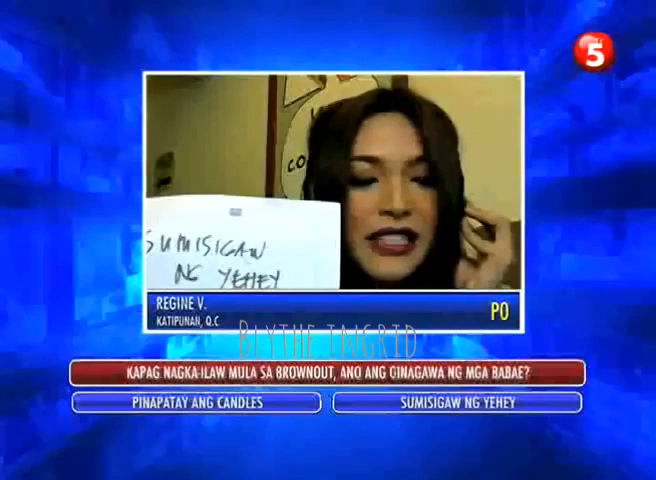 5
CO
SUMISIGAW
NG YEHEY
REGINE V.
PO
KATIPUNAN, Q.C
BLYTHE INGRID
KAPAG NAGKA-ILAW MULA SA BROWNOUT, ANO ANG GINAGAWA NG MGA BABAE?
PINAPATAY ANG CANDLES
SUMISIGAW NG YEHEY